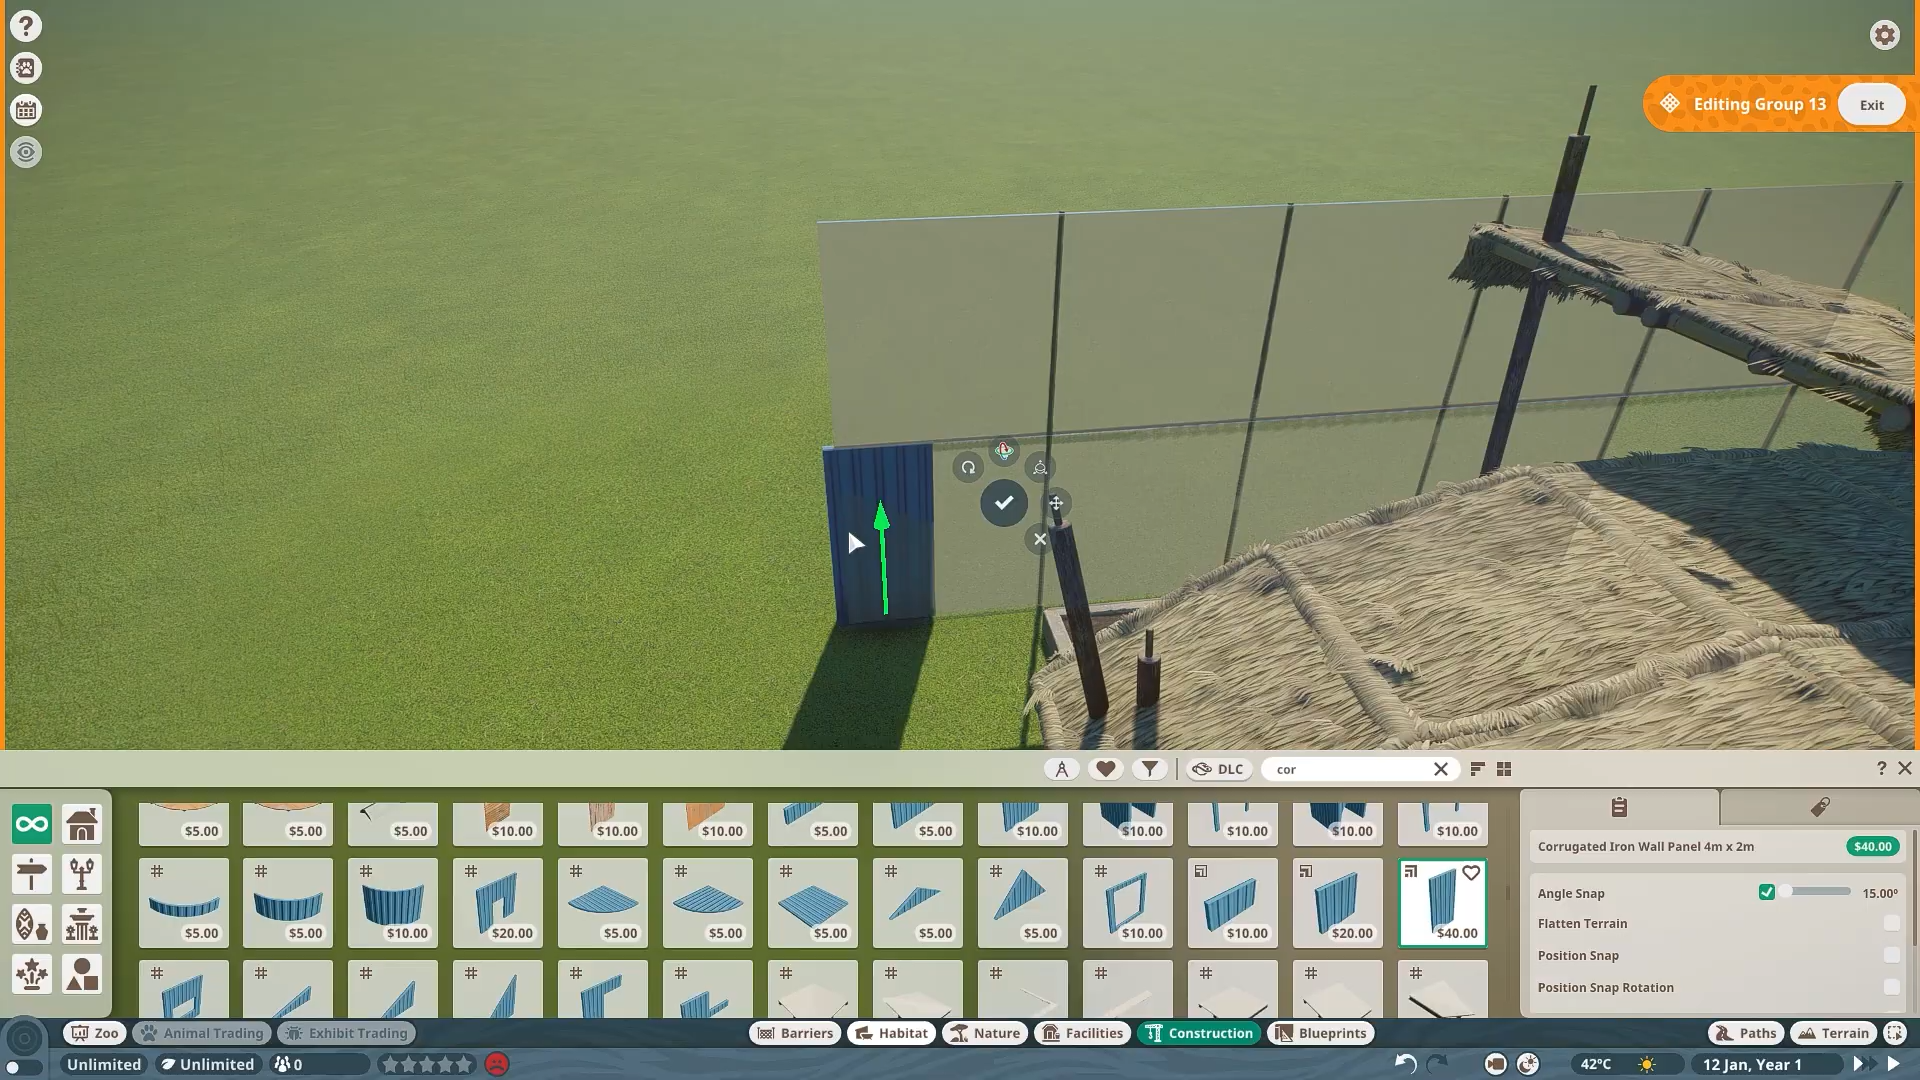 ?
Editing Group 13
Exit
DLC
cor
?
$5.00
$5.00
$5.00
$10.00
$10.00
$10.00
$5.00
$5.00
$10.00
$10.00
$10.00
$10.00
$10.00
$5.00
$5.00
$10.00
$20.00
$5.00
$5.00
$5.00
$5.00
$5.00
$10.00
$10.00
$20.00
$40.00
Corrugated Iron Wall Panel 4m x 2m
$40.00
Angle Snap
15.00°
Flatten Terrain
Position Snap
Position Snap Rotation
Zoo
Animal Trading
Exhibit Trading
Barriers
Habitat
Nature
Facilities
Construction
Blueprints
Paths
Terrain
Unlimited
Unlimited
0
42°C
12 Jan, Year 1